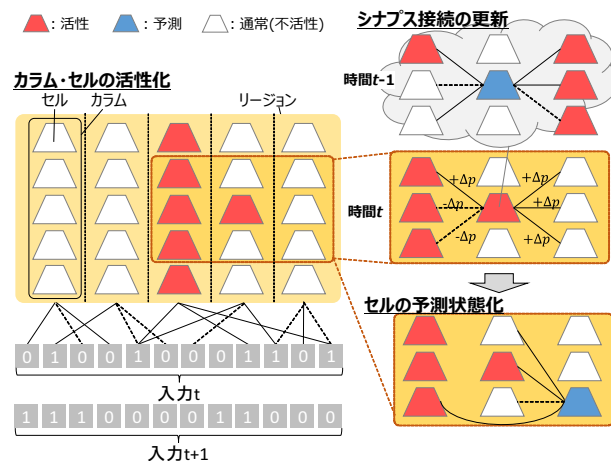 ：活性 ：予測 ：通常(不活性)
シナプス接続の更新
時間t-1
カラム・セルの活性化
セル カラム リージョン
+Δp +Δp
時間t
-Δp +Δp
-Δp +Δp
セルの予測状態化
0 1 0 0 1 0 0 0 1 1 0 1
入力t
1 1 1 0 0 0 0 1 1 0 0 0
入力t+1